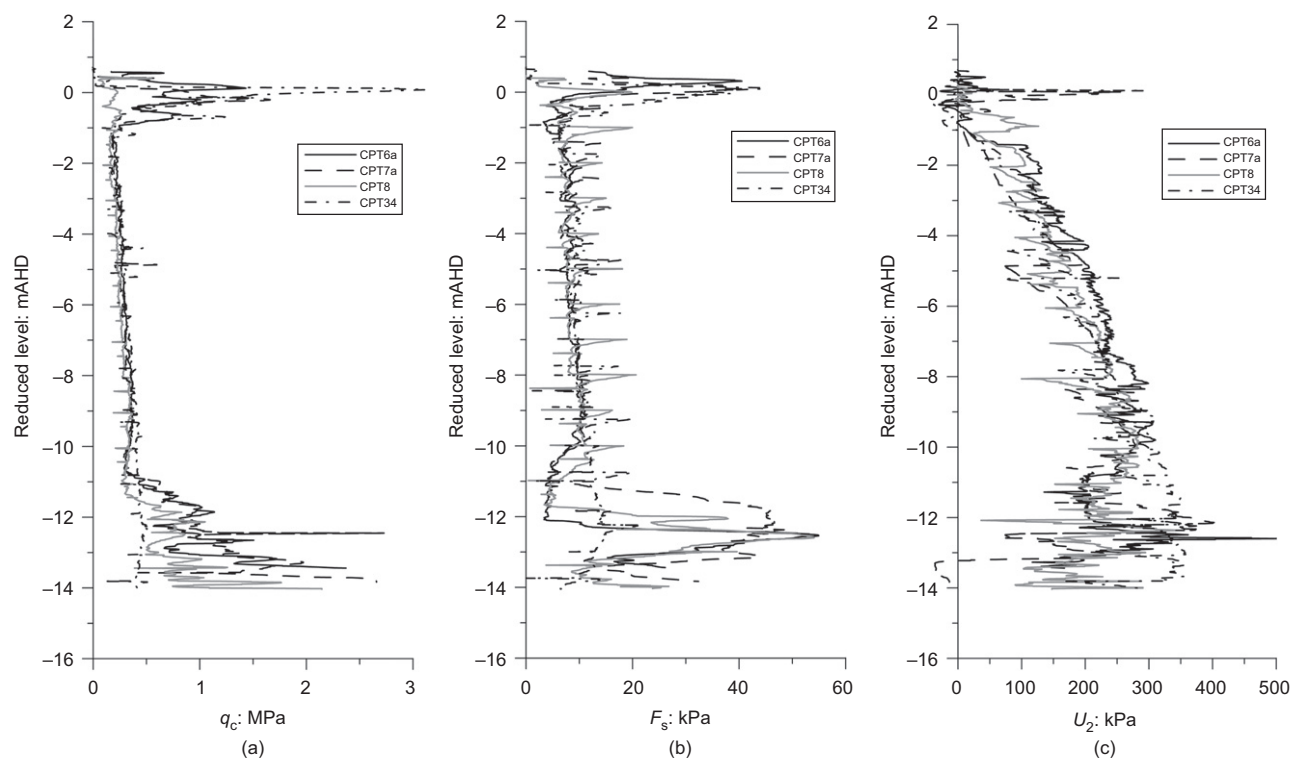 2
0
–2
–4
–6
–8
–10
–12
–14
–16
Reduced level: mAHD
CPT6a
CPT7a
CPT8
CPT34
0
1
2
3
qc: MPa
(a)
2
0
–2
–4
–6
–8
–10
–12
–14
–16
Reduced level: mAHD
CPT6a
CPT7a
CPT8
CPT34
0
20
40
60
Fs: kPa
(b)
2
0
–2
–4
–6
–8
–10
–12
–14
–16
Reduced level: mAHD
CPT6a
CPT7a
CPT8
CPT34
0
100
200
300
400
500
U2: kPa
(c)